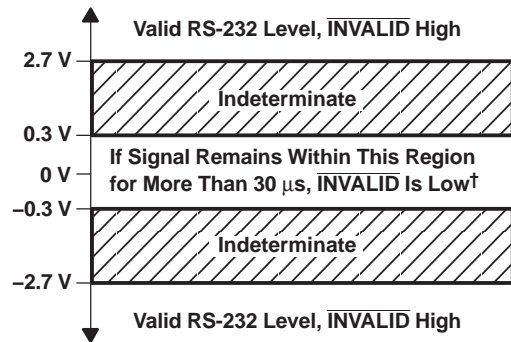 Valid RS-232 Level, INVALID High
2.7 V
Indeterminate
0.3 V
If Signal Remains Within This Region
0 V
for More Than 30 μs, INVALID Is Low†
–0.3 V
Indeterminate
–2.7 V
Valid RS-232 Level, INVALID High